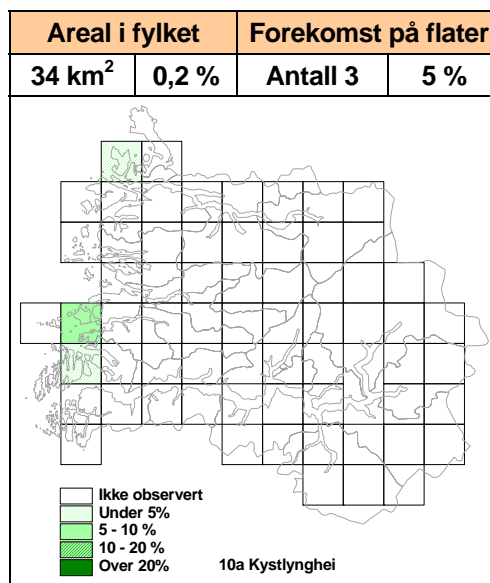 Areal i fylket Forekomst på flater
34 km² 0,2 % Antall 3 5 %
Ikke observert
Under 5%
5 - 10 %
10 - 20 %
Over 20% 10a Kystlynghei